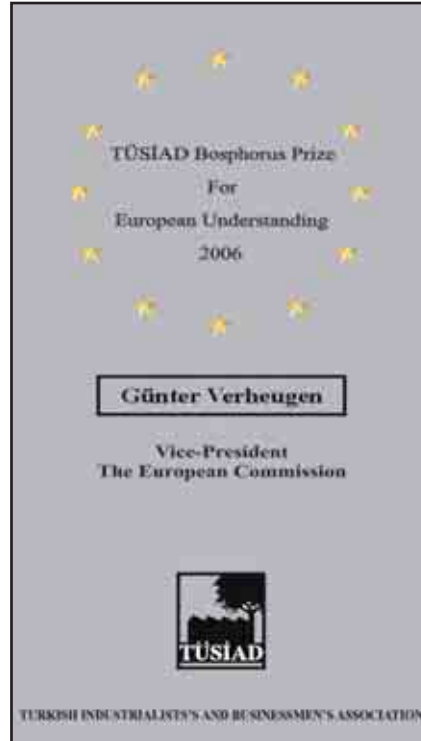 TÜSİAD Bosphorus Prize
For
European Understanding
2006
Günter Verheugen
Vice-President
The European Commission
TÜSİAD
TURKISH INDUSTRIALISTS'S AND BUSINESSMEN'S ASSOCIATION